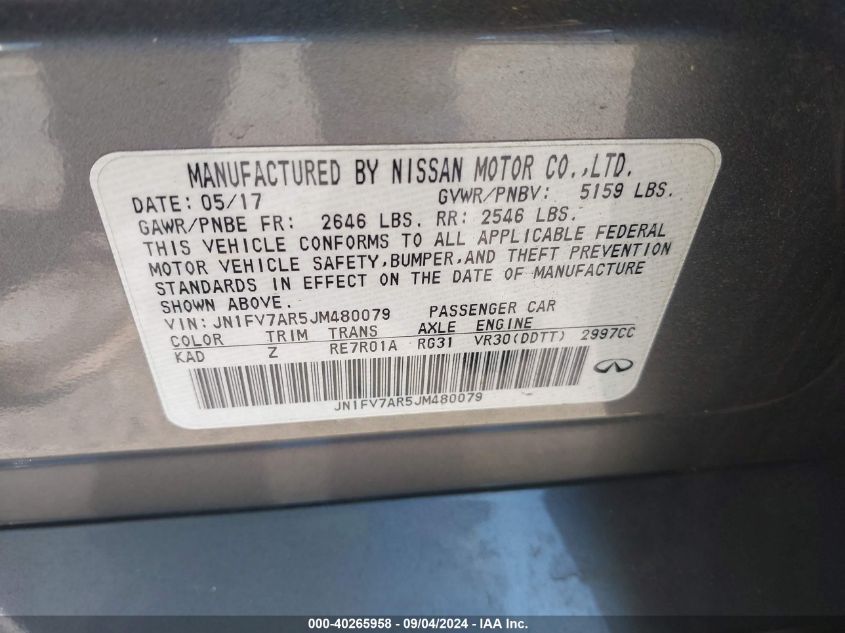 MANUFACTURED BY NISSAN MOTOR CO.,LTD.
DATE: 05/17 GVWR/PNBV: 5159 LBS.
GAWR/PNBE FR: 2646 LBS. RR: 2546 LBS.
THIS VEHICLE CONFORMS TO ALL APPLICABLE FEDERAL
MOTOR VEHICLE SAFETY,BUMPER,AND THEFT PREVENTION
STANDARDS IN EFFECT ON THE DATE OF MANUFACTURE
SHOWN ABOVE.
VIN: JN1FV7AR5JM480079 PASSENGER CAR
COLOR TRIM TRANS AXLE ENGINE
KAD Z RE7R01A RG31 VR30(DDTT) 2997CC
JN1FV7AR5JM480079
000-40265958 - 09/04/2024 - IAAI Inc.